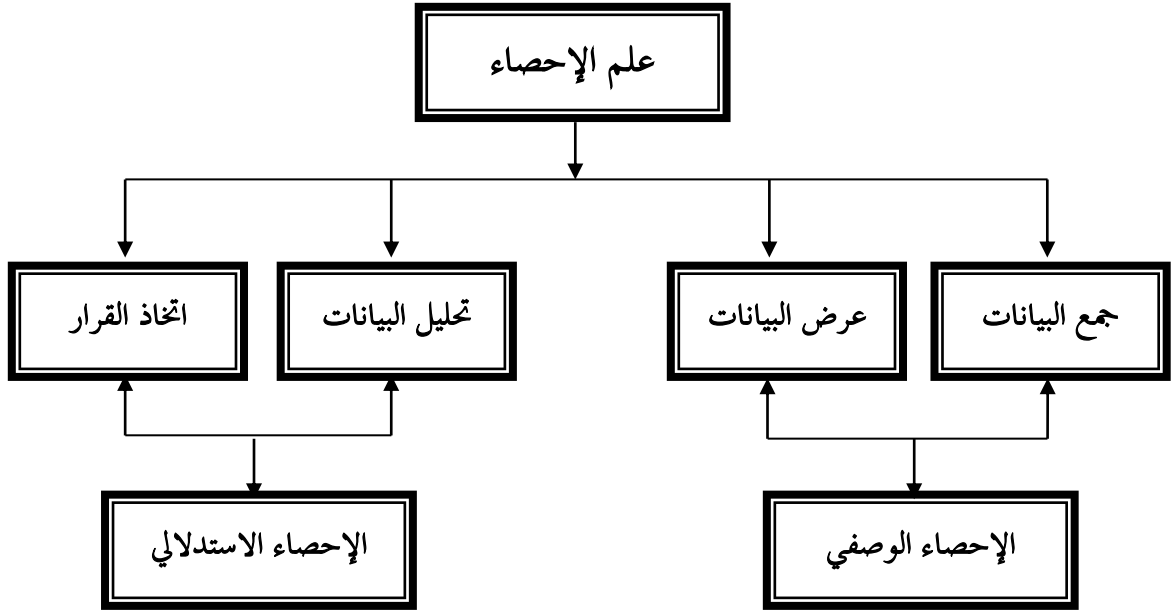 علم الإحصاء
جمع البيانات
عرض البيانات
تحليل البيانات
اتخاذ القرار
الإحصاء الوصفي
الإحصاء الاستدلالي